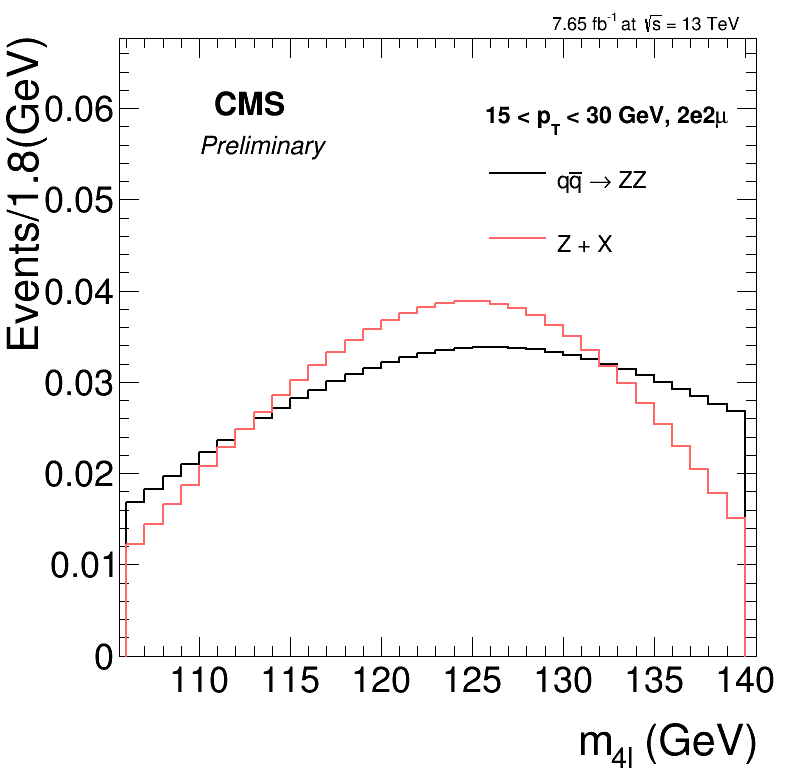 7.65 fb⁻¹ at √s = 13 TeV
CMS
Preliminary
15 < p_T < 30 GeV, 2e2μ
qq̅ → ZZ
Z + X
Events/1.8(GeV)
0.06
0.05
0.04
0.03
0.02
0.01
0
110 115 120 125 130 135 140
m_4l (GeV)